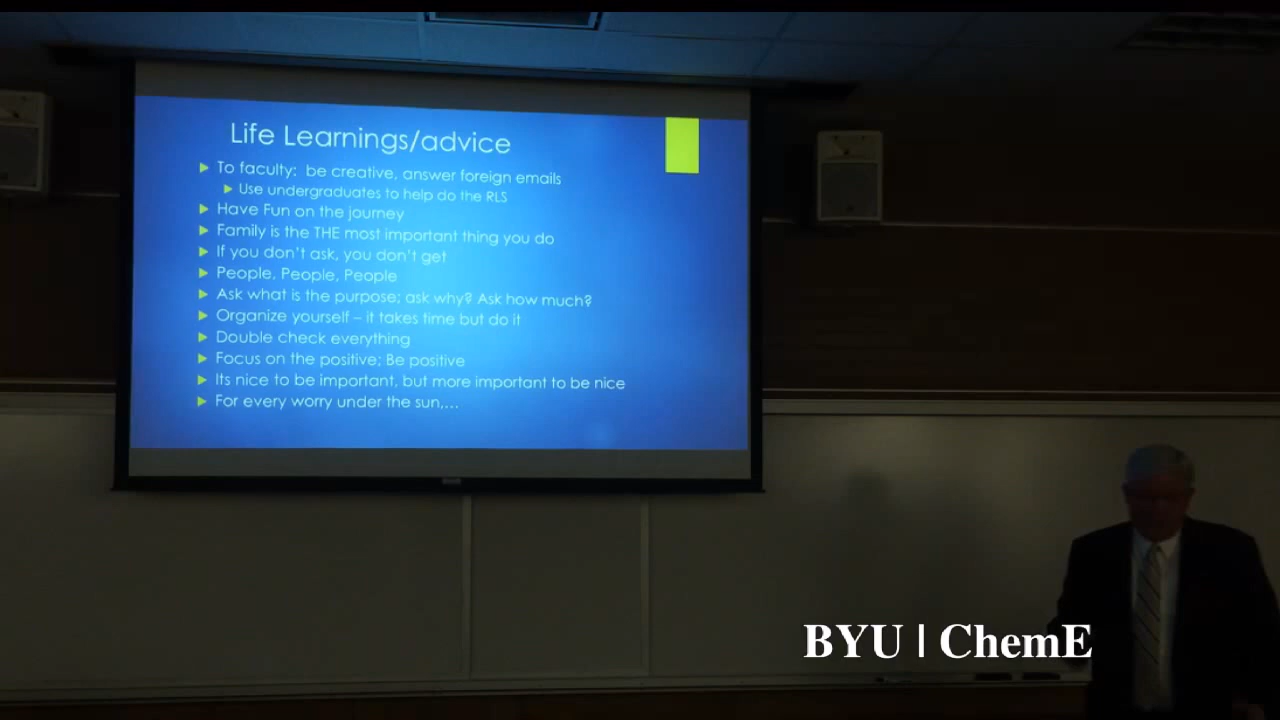 Life Learnings/advice
To faculty: be creative, answer foreign emails
Use undergraduates to help do the RLS
Have Fun on the journey
Family is the THE most important thing you do
If you don't ask, you don't get
People, People, People
Ask what is the purpose; ask why? Ask how much?
Organize yourself – it takes time but do it
Double check everything
Focus on the positive; Be positive
Its nice to be important, but more important to be nice
For every worry under the sun,…
BYU | ChemE